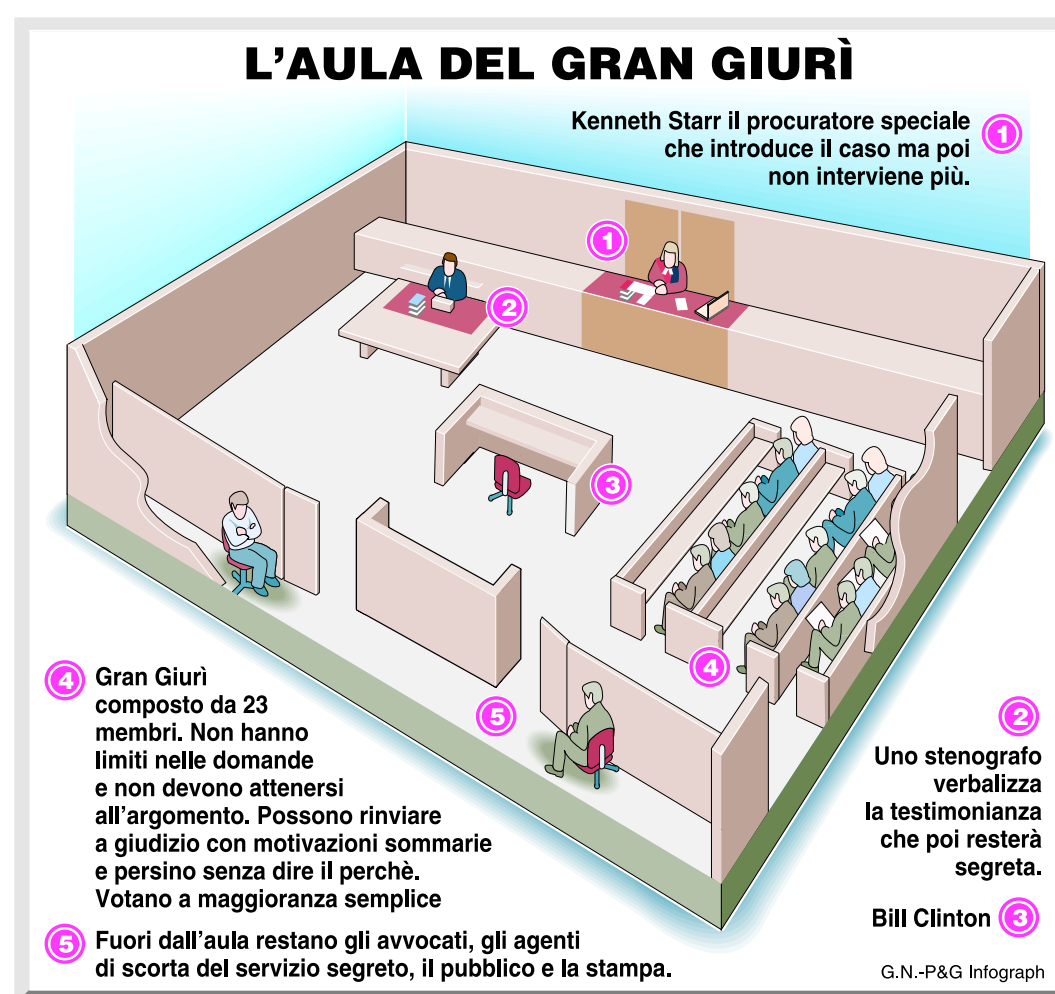 L'AULA DEL GRAN GIURÌ
Kenneth Starr il procuratore speciale
che introduce il caso ma poi
non interviene più.
1
1
2
3
4
5
4
Gran Giurì
composto da 23
membri. Non hanno
limiti nelle domande
e non devono attenersi
all'argomento. Possono rinviare
a giudizio con motivazioni sommarie
e persino senza dire il perchè.
Votano a maggioranza semplice
5
Fuori dall'aula restano gli avvocati, gli agenti
di scorta del servizio segreto, il pubblico e la stampa.
2
Uno stenografo
verbalizza
la testimonianza
che poi resterà
segreta.
Bill Clinton 3
G.N.-P&G Infograph